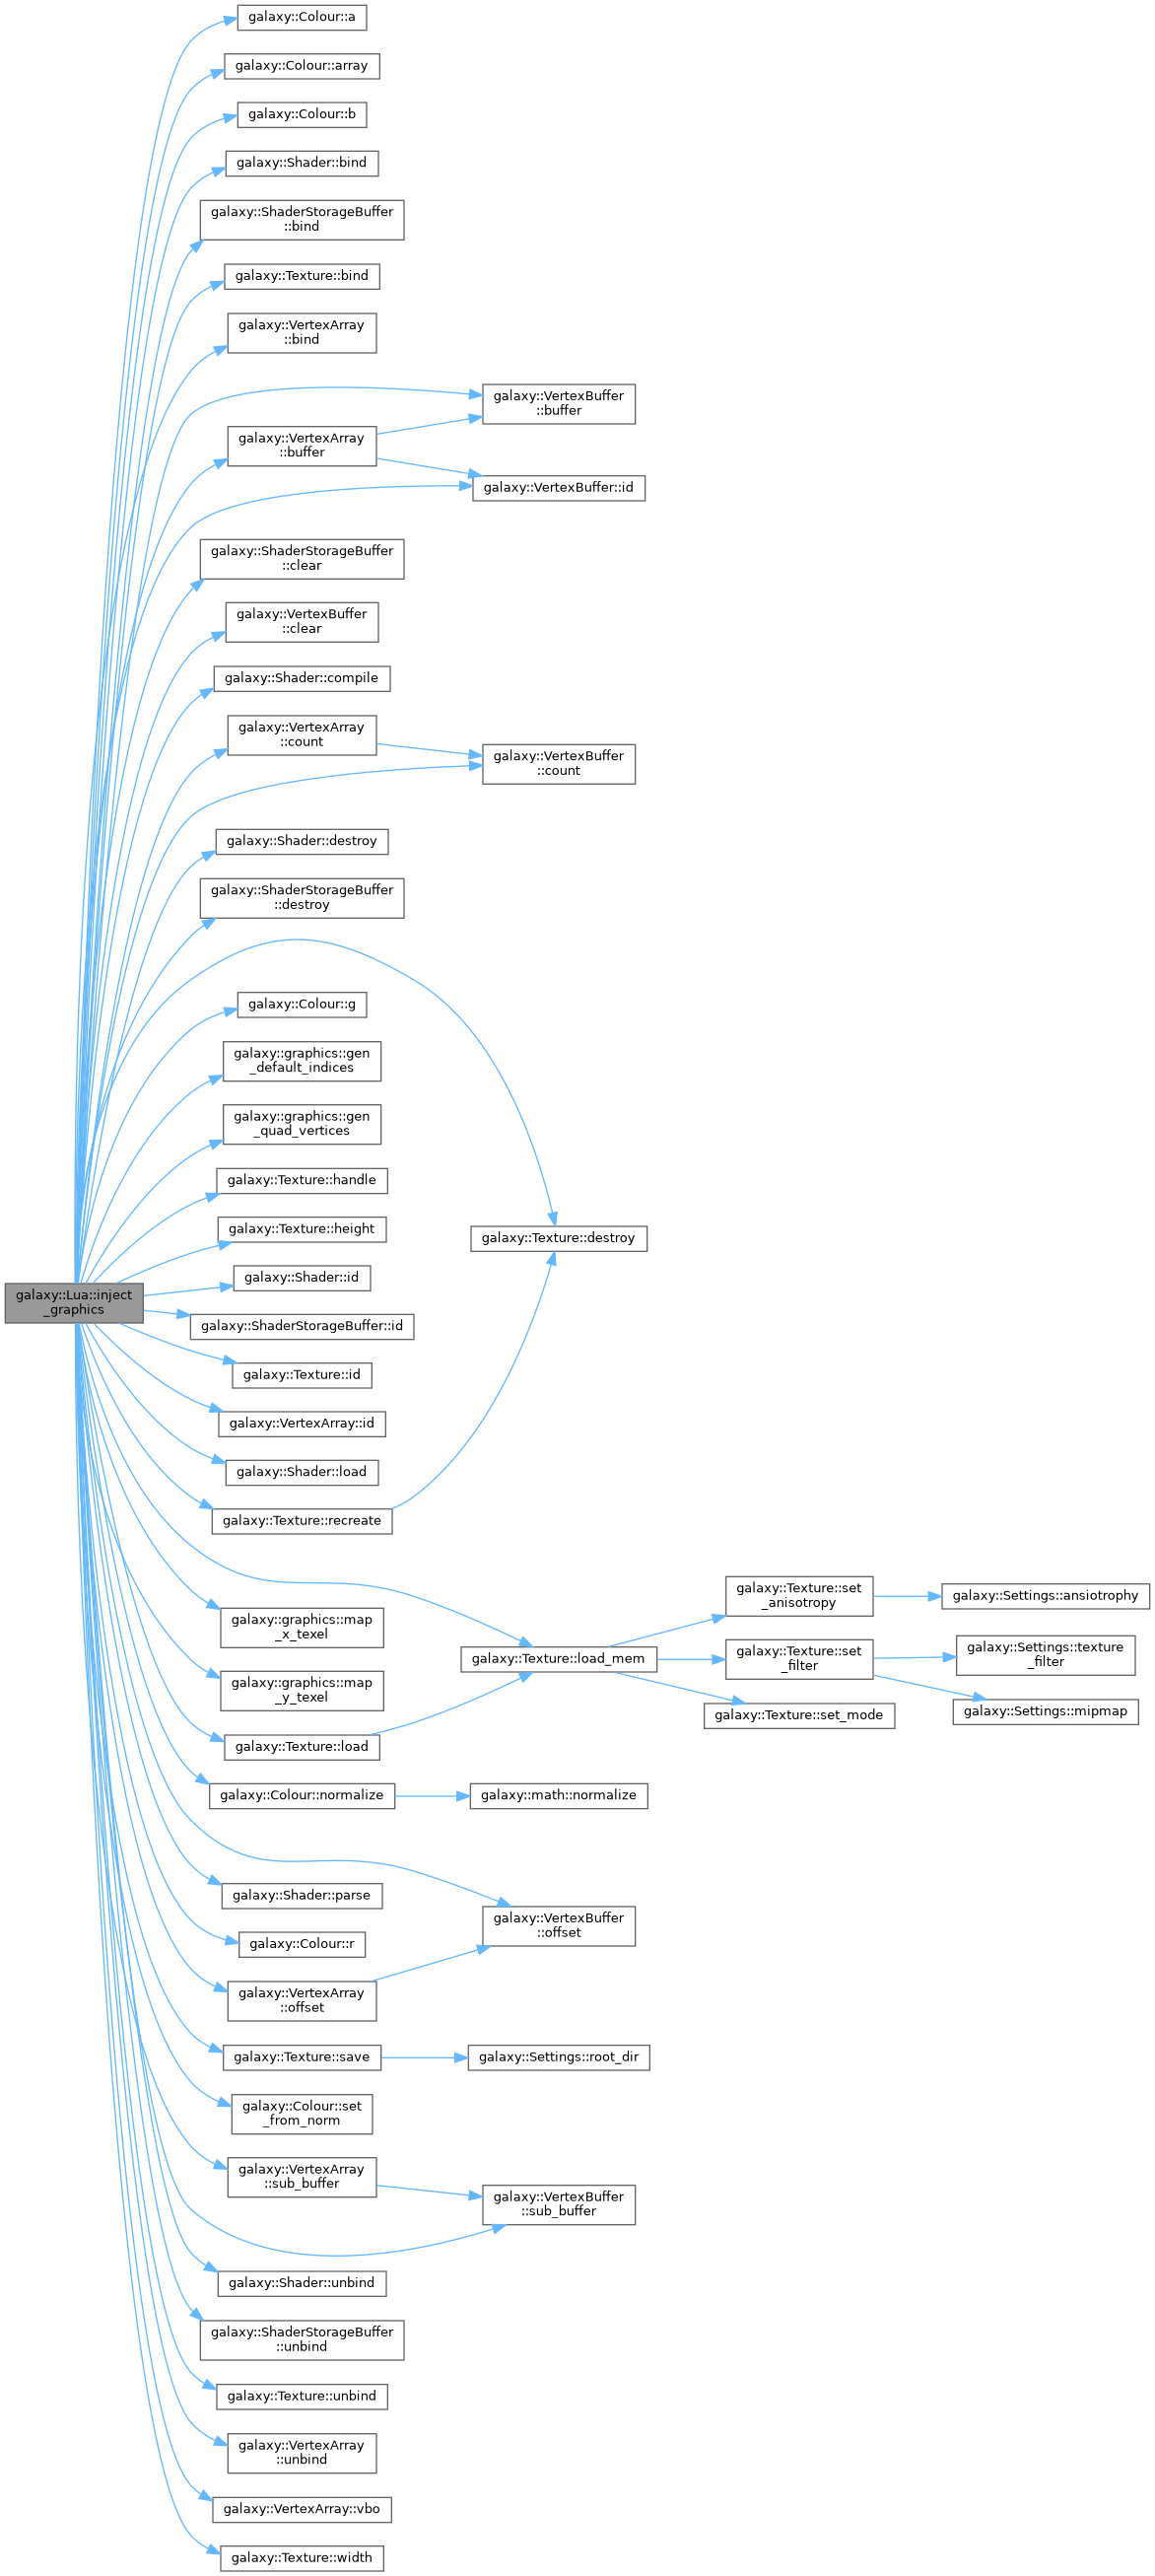 galaxy::Colour::a
galaxy::Colour::array
galaxy::Colour::b
galaxy::Shader::bind
galaxy::ShaderStorageBuffer
::bind
galaxy::Texture::bind
galaxy::VertexArray
::bind
galaxy::VertexBuffer
::buffer
galaxy::VertexArray
::buffer
galaxy::VertexBuffer::id
galaxy::ShaderStorageBuffer
::clear
galaxy::VertexBuffer
::clear
galaxy::Shader::compile
galaxy::VertexArray
::count
galaxy::VertexBuffer
::count
galaxy::Shader::destroy
galaxy::ShaderStorageBuffer
::destroy
galaxy::Colour::g
galaxy::graphics::gen
_default_indices
galaxy::graphics::gen
_quad_vertices
galaxy::Texture::handle
galaxy::Texture::height
galaxy::Texture::destroy
galaxy::Shader::id
galaxy::Lua::inject
_graphics
galaxy::ShaderStorageBuffer::id
galaxy::Texture::id
galaxy::VertexArray::id
galaxy::Shader::load
galaxy::Texture::recreate
galaxy::Texture::set
_anisotropy
galaxy::Settings::ansiotrophy
galaxy::graphics::map
_x_texel
galaxy::Texture::load_mem
galaxy::Texture::set
_filter
galaxy::Settings::texture
_filter
galaxy::graphics::map
_y_texel
galaxy::Texture::set_mode
galaxy::Settings::mipmap
galaxy::Texture::load
galaxy::Colour::normalize
galaxy::math::normalize
galaxy::Shader::parse
galaxy::VertexBuffer
::offset
galaxy::Colour::r
galaxy::VertexArray
::offset
galaxy::Texture::save
galaxy::Settings::root_dir
galaxy::Colour::set
_from_norm
galaxy::VertexArray
::sub_buffer
galaxy::VertexBuffer
::sub_buffer
galaxy::Shader::unbind
galaxy::ShaderStorageBuffer
::unbind
galaxy::Texture::unbind
galaxy::VertexArray
::unbind
galaxy::VertexArray::vbo
galaxy::Texture::width